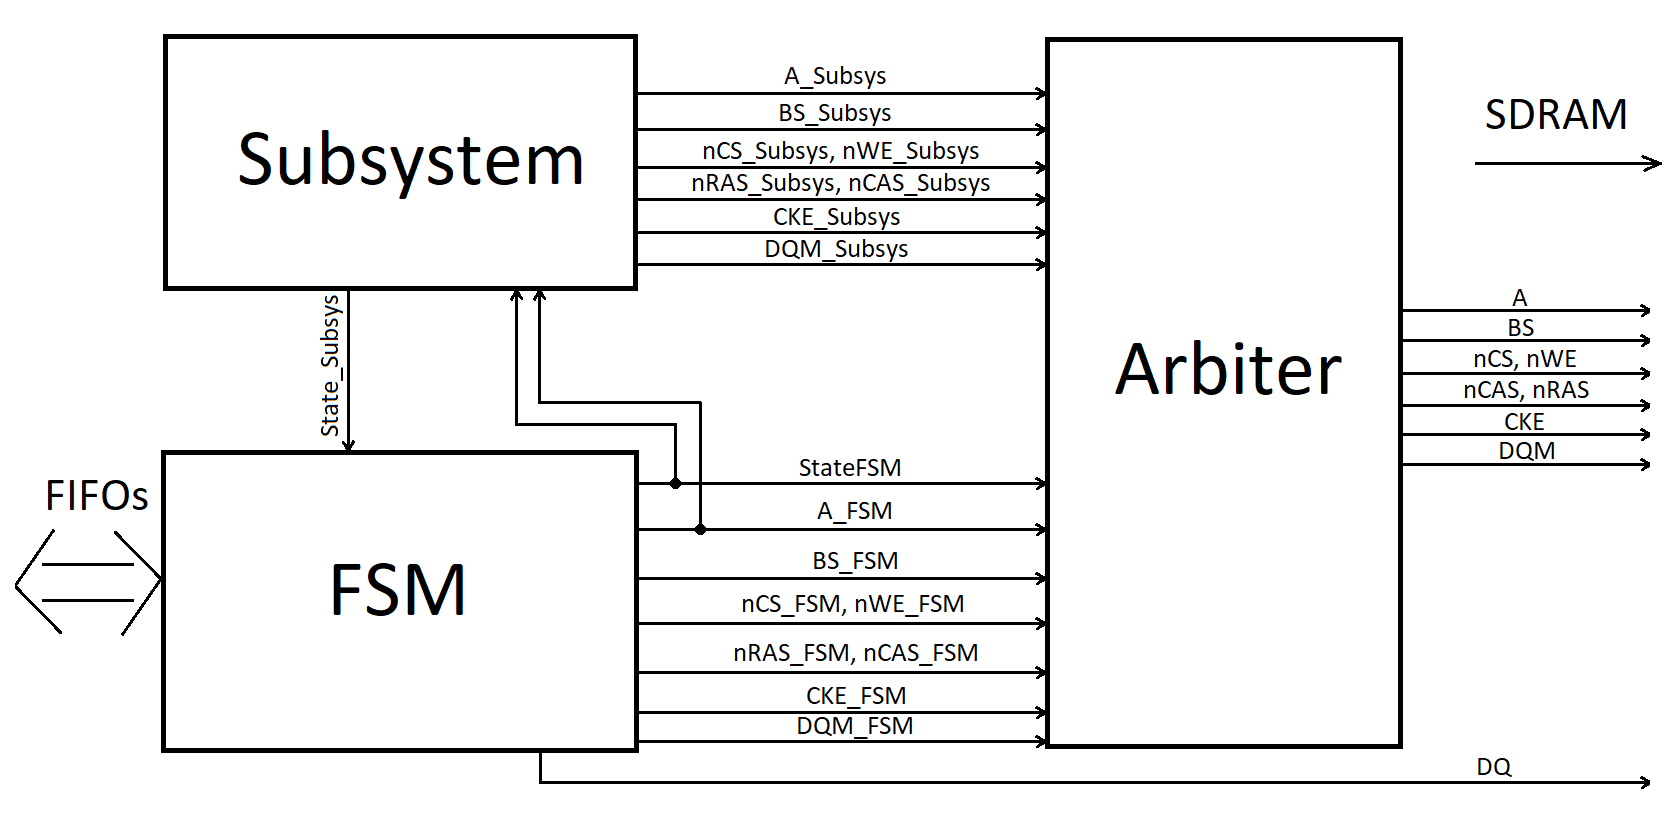 Subsystem
A_Subsys
BS_Subsys
nCS_Subsys, nWE_Subsys
nRAS_Subsys, nCAS_Subsys
CKE_Subsys
DQM_Subsys
Arbiter
SDRAM
A
BS
nCS, nWE
nCAS, nRAS
CKE
DQM
State_Subsys
FIFOs
FSM
StateFSM
A_FSM
BS_FSM
nCS_FSM, nWE_FSM
nRAS_FSM, nCAS_FSM
CKE_FSM
DQM_FSM
DQ